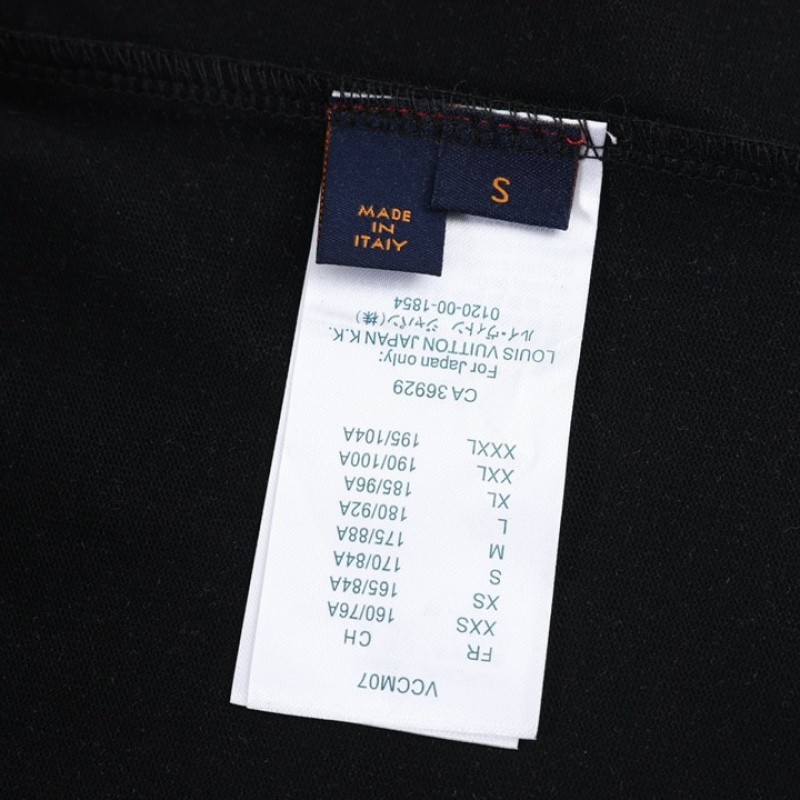 MADE
IN
ITAIY
S
VCCM07
FR CH
XXS 160/76A
XS 165/84A
S 170/84A
M 175/88A
L 180/92A
XL 185/96A
XXL 190/100A
XXXL 195/104A
CA 36929
For Japan only:
LOUIS VUITTON JAPAN K.K.
ルイ・ヴィトン ジャパン(株)
0120-00-1854